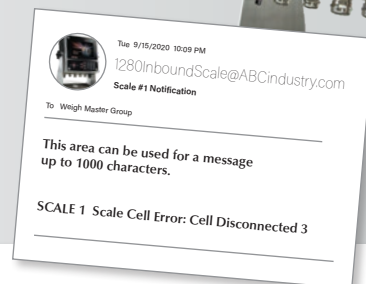 Tue 9/15/2020 10:09 PM
1280InboundScale@ABCindustry.com
Scale #1 Notification
To Weigh Master Group
This area can be used for a message
up to 1000 characters.
SCALE 1 Scale Cell Error: Cell Disconnected 3